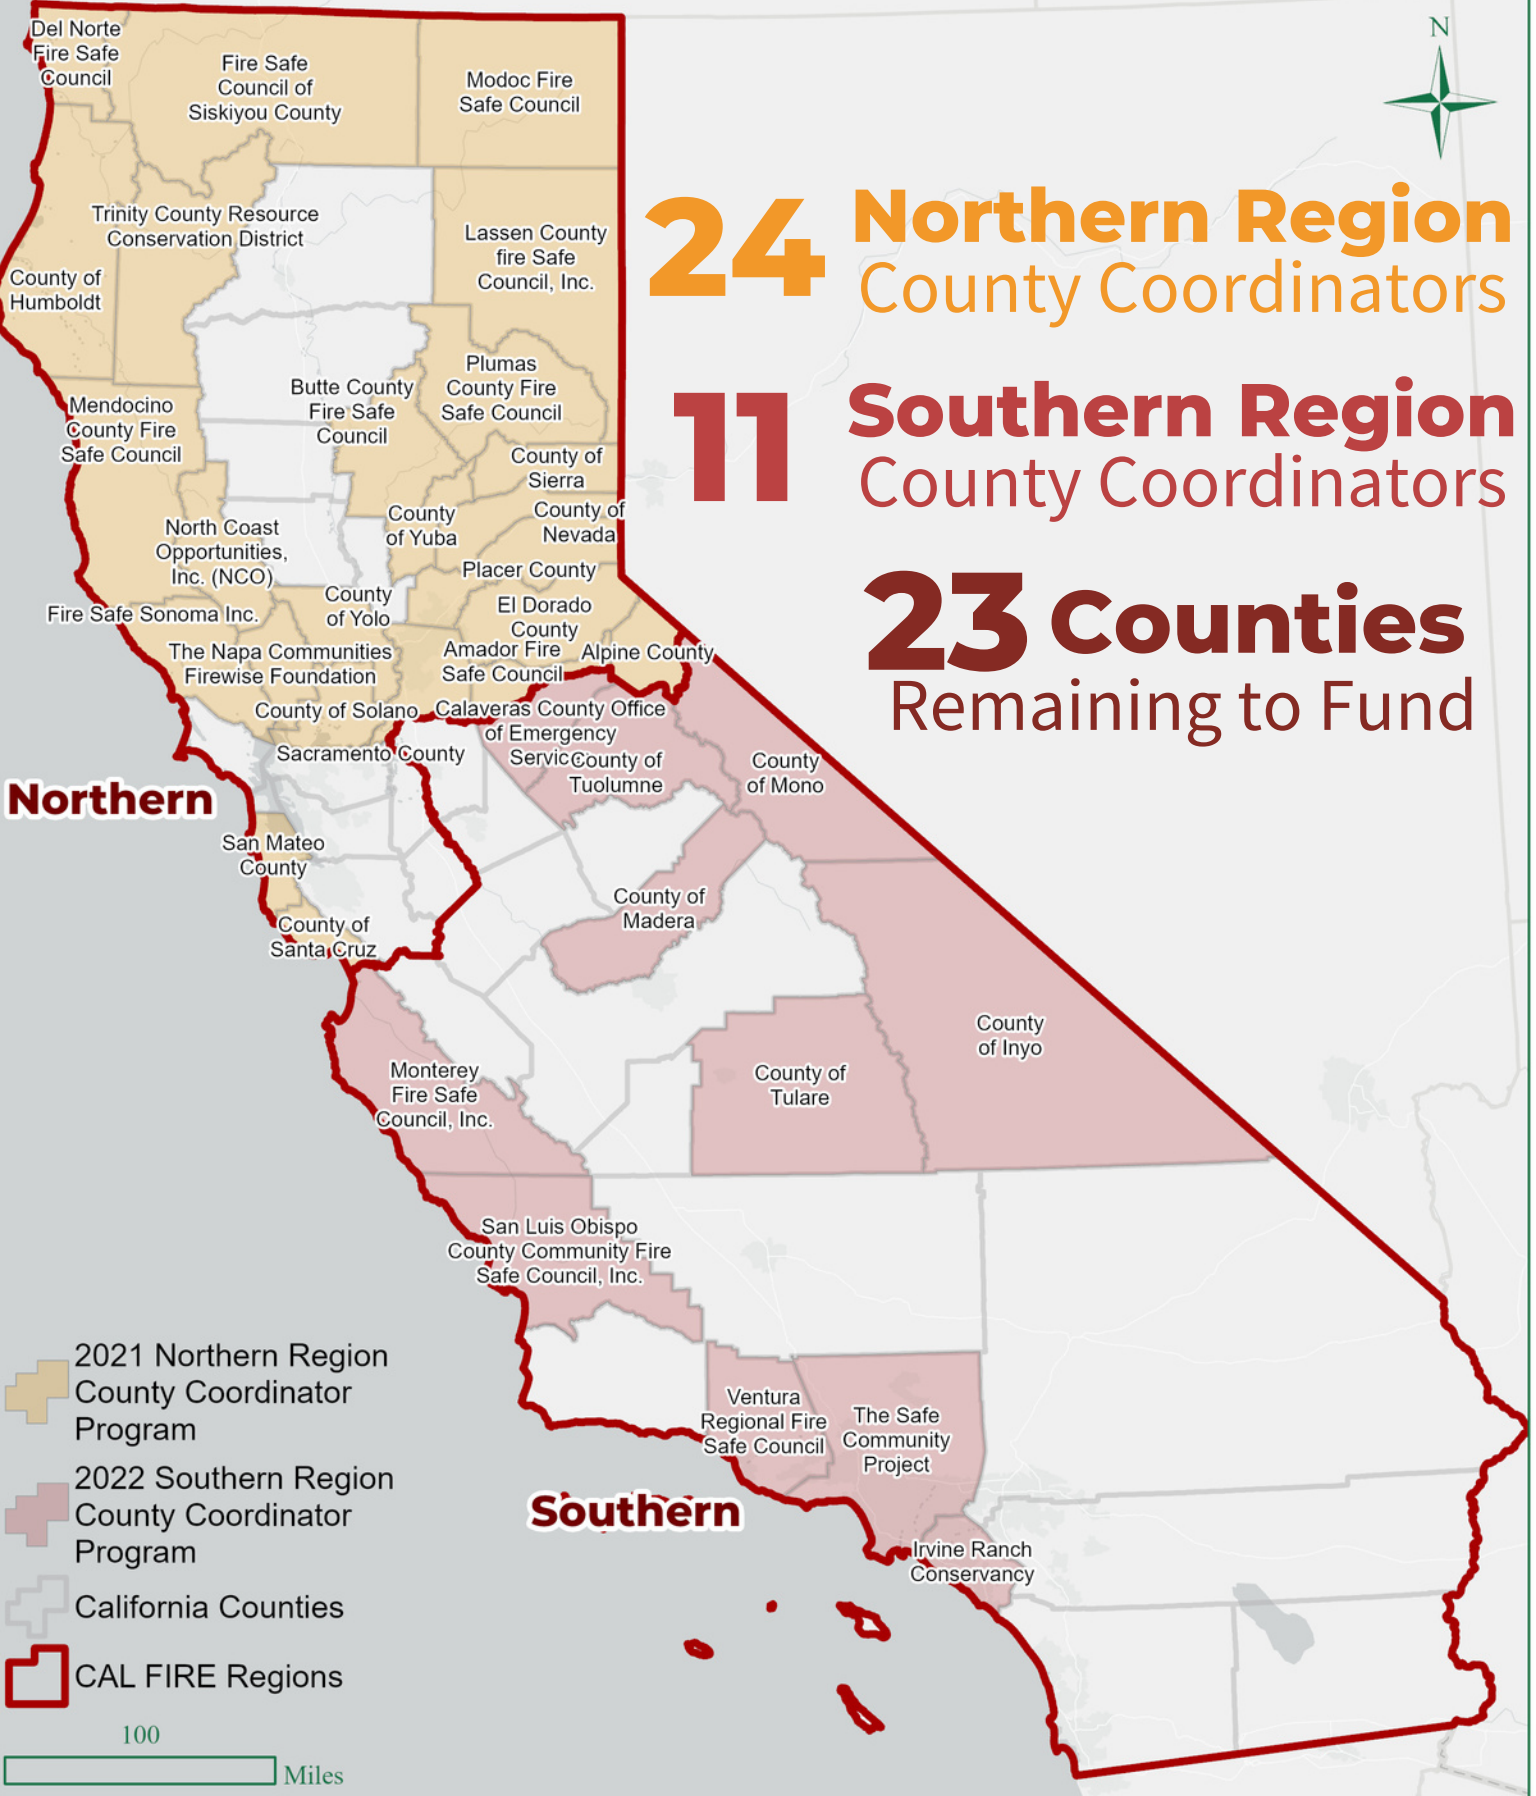 Del Norte
Fire Safe
Council
Fire Safe
Council of
Siskiyou County
Modoc Fire
Safe Council
N
Trinity County Resource
Conservation District
Lassen County
fire Safe
Council, Inc.
County of
Humboldt
24 Northern Region
County Coordinators
Plumas
County Fire
Safe Council
Butte County
Fire Safe
Council
Mendocino
County Fire
Safe Council
11 Southern Region
County Coordinators
County of
Sierra
County
of Yuba
County of
Nevada
North Coast
Opportunities,
Inc. (NCO)
Placer County
County
of Yolo
El Dorado
County
Fire Safe Sonoma Inc.
23 Counties
Remaining to Fund
The Napa Communities
Firewise Foundation
Amador Fire
Safe Council
Alpine County
County of Solano
Calaveras County Office
of Emergency
Servic
County of
Tuolumne
Sacramento County
County
of Mono
Northern
San Mateo
County
County of
Madera
County of
Santa Cruz
County
of Inyo
Monterey
Fire Safe
Council, Inc.
County of
Tulare
San Luis Obispo
County Community Fire
Safe Council, Inc.
Ventura
Regional Fire
Safe Council
The Safe
Community
Project
Southern
Irvine Ranch
Conservancy
2021 Northern Region
County Coordinator
Program
2022 Southern Region
County Coordinator
Program
California Counties
CAL FIRE Regions
100
Miles